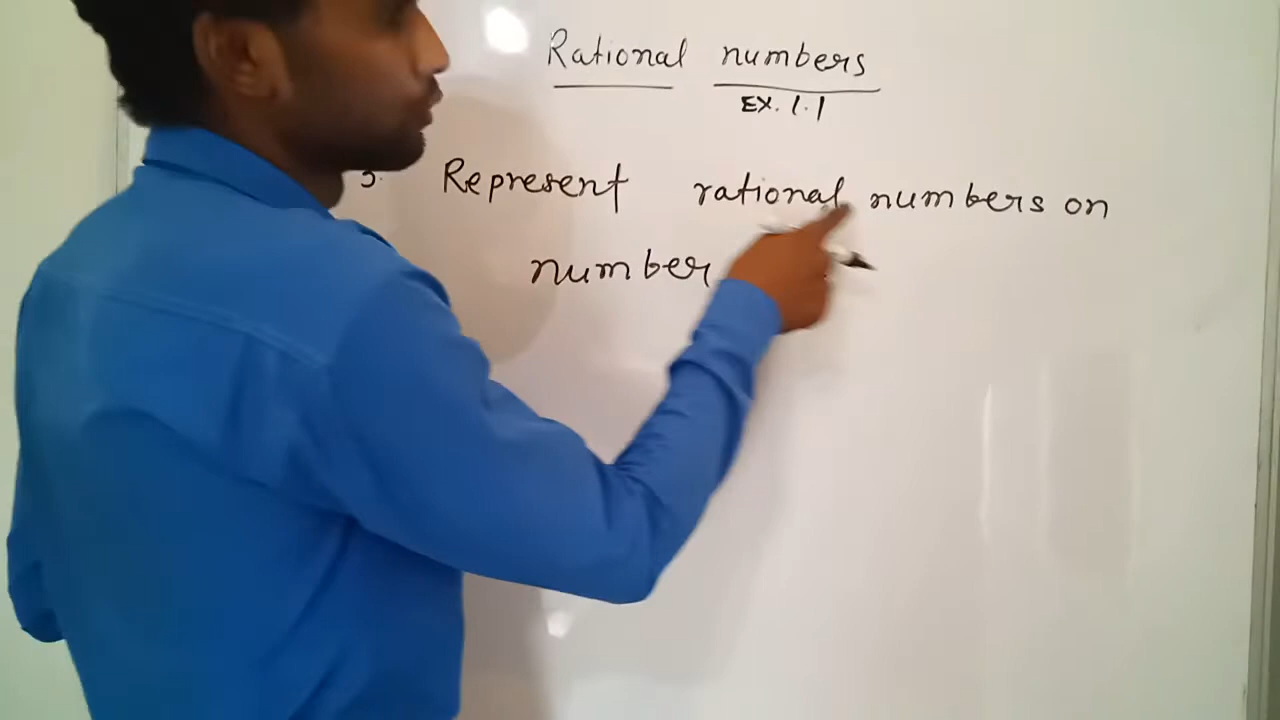 Rational numbers
EX. 1.1
Represent rational numbers on
number